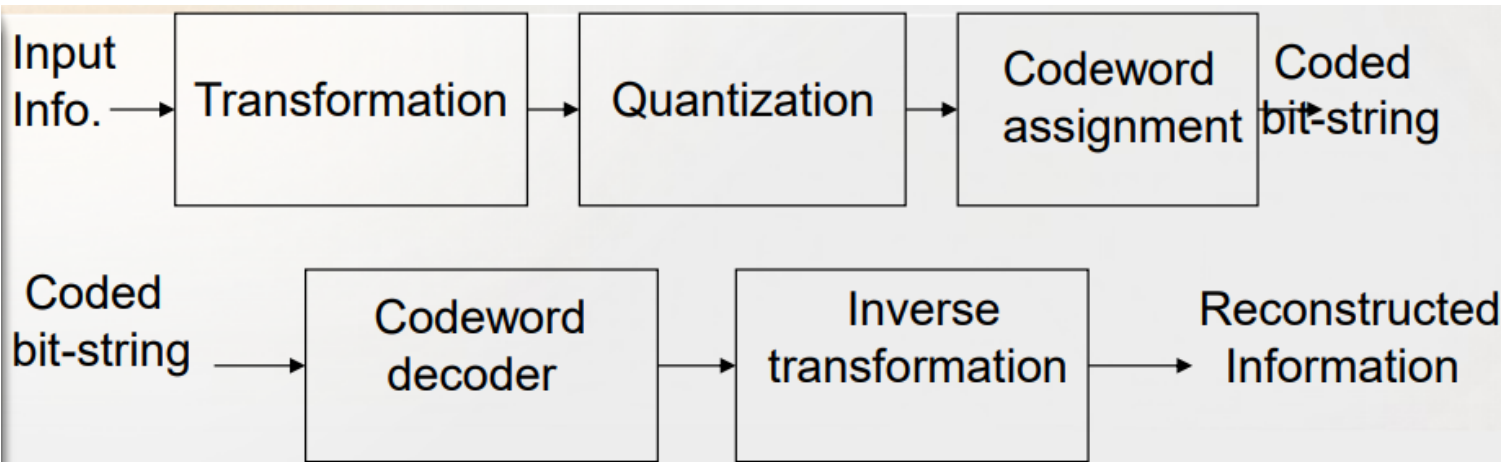 Input
Info.
Transformation
Quantization
Codeword
assignment
Coded
bit-string
Coded
bit-string
Codeword
decoder
Inverse
transformation
Reconstructed
Information